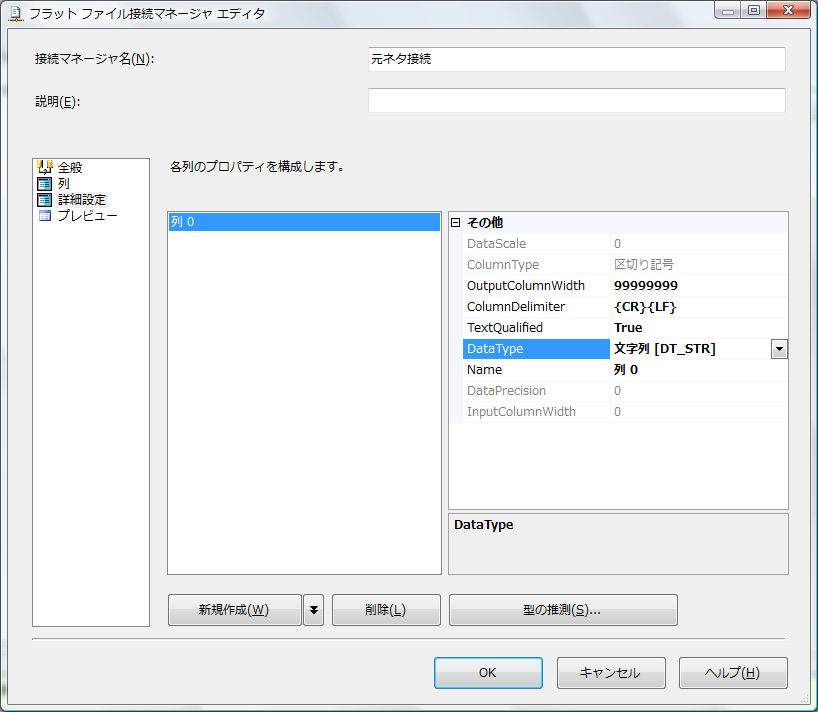 フラット ファイル接続マネージャ エディタ
接続マネージャ名(N):
元ネタ接続
説明(E):
全般
列
詳細設定
プレビュー
各列のプロパティを構成します。
列 0
その他
DataScale 0
ColumnType 区切り記号
OutputColumnWidth 99999999
ColumnDelimiter {CR}{LF}
TextQualified True
DataType 文字列 [DT_STR]
Name 列 0
DataPrecision 0
InputColumnWidth 0
DataType
新規作成(W)
削除(L)
型の推測(S)...
OK
キャンセル
ヘルプ(H)